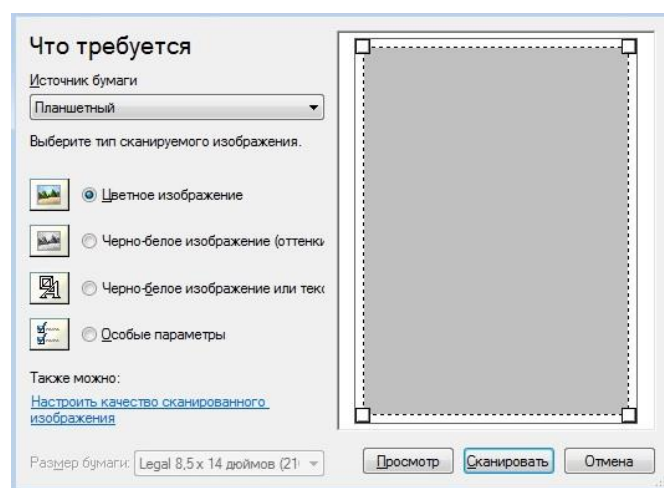 Что требуется
Источник бумаги
Планшетный
Выберите тип сканируемого изображения.
Цветное изображение
Черно-белое изображение (оттенки
Черно-белое изображение или текс
Особые параметры
Также можно:
Настроить качество сканированного
изображения
Размер бумаги: Legal 8,5 x 14 дюймов (21
Просмотр Сканировать Отмена